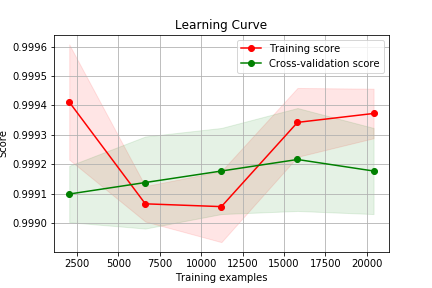 Learning Curve
Training score
Cross-validation score
0.9996
0.9995
0.9994
0.9993
0.9992
0.9991
0.9990
Score
2500 5000 7500 10000 12500 15000 17500 20000
Training examples